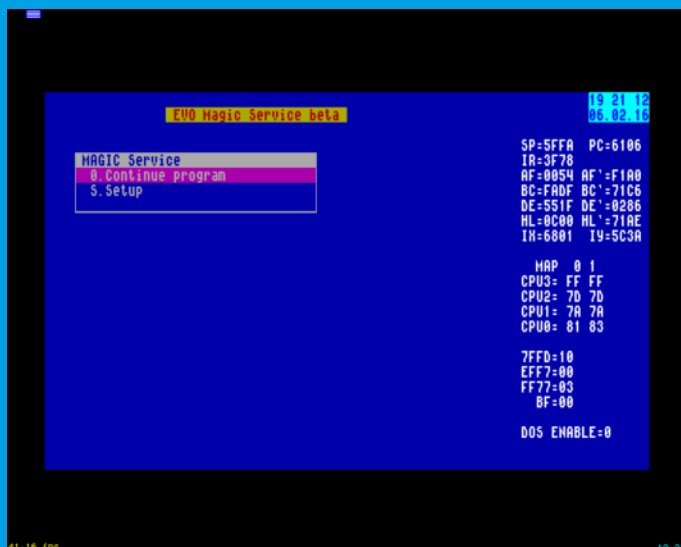 19 21 12
EVO Magic Service beta
06.02.16
SP=5FFA PC=6106
MAGIC Service
IR=3F78
0.Continue program
AF=0054 AF'=F1A0
S.Setup
BC=FADF BC'=71C6
DE=551F DE'=0286
HL=0C00 HL'=71AE
IX=6801 IY=5C3A
MAP 0 1
CPU3= FF FF
CPU2= 7D 7D
CPU1= 7A 7A
CPU0= 81 83
7FFD=10
EFF7=00
FF77=03
BF=00
DOS ENABLE=0